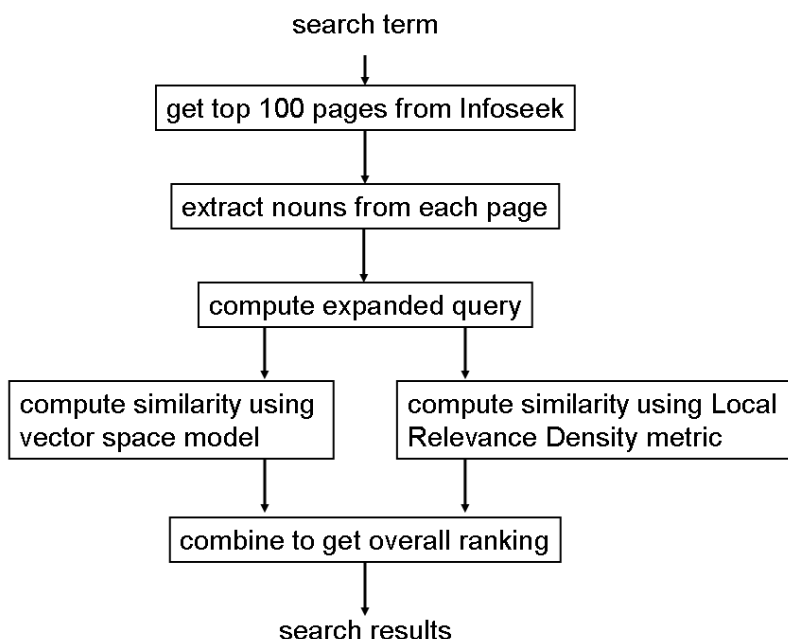 search term
get top 100 pages from Infoseek
extract nouns from each page
compute expanded query
compute similarity using
vector space model
compute similarity using Local
Relevance Density metric
combine to get overall ranking
search results